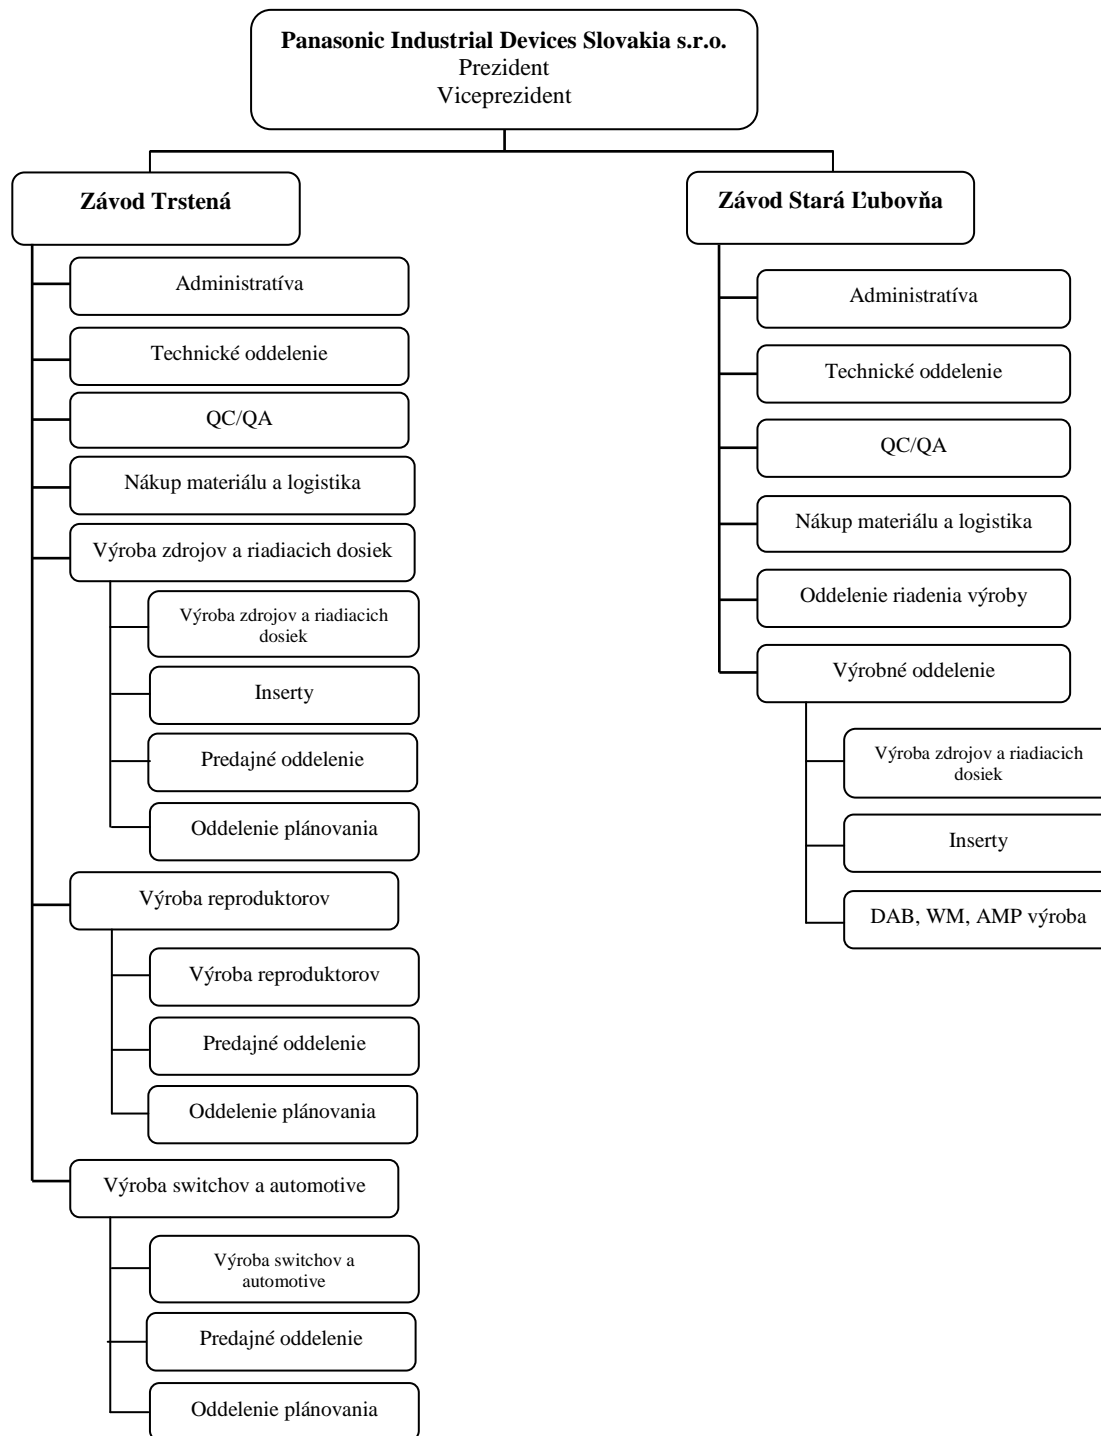 Panasonic Industrial Devices Slovakia s.r.o.
Prezident
Viceprezident
Závod Trstená
Administratíva
Technické oddelenie
QC/QA
Nákup materiálu a logistika
Výroba zdrojov a riadiacich dosiek
Výroba zdrojov a riadiacich
dosiek
Inserty
Predajné oddelenie
Oddelenie plánovania
Výroba reproduktorov
Výroba reproduktorov
Predajné oddelenie
Oddelenie plánovania
Výroba switchov a automotive
Výroba switchov a
automotive
Predajné oddelenie
Oddelenie plánovania
Závod Stará Ľubovňa
Administratíva
Technické oddelenie
QC/QA
Nákup materiálu a logistika
Oddelenie riadenia výroby
Výrobné oddelenie
Výroba zdrojov a riadiacich
dosiek
Inserty
DAB, WM, AMP výroba